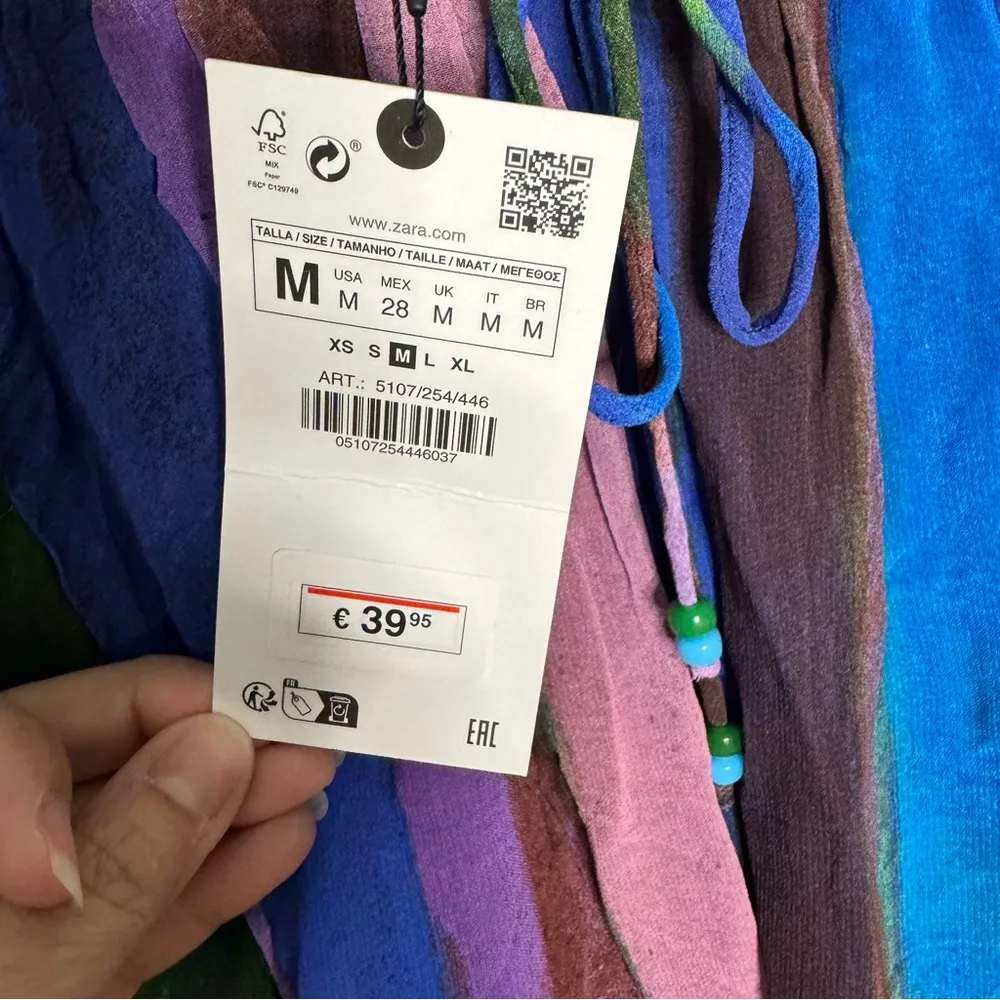 FSC
MIX
Paper
FSC® C129749
®
www.zara.com
TALLA / SIZE / TAMANHO / TAILLE / MAAT / ΜΕΓΕΘΟΣ
M USA MEX UK IT BR
M 28 M M M
XS S M L XL
ART.: 5107/254/446
05107254446037
€ 39 95
FR
EAC